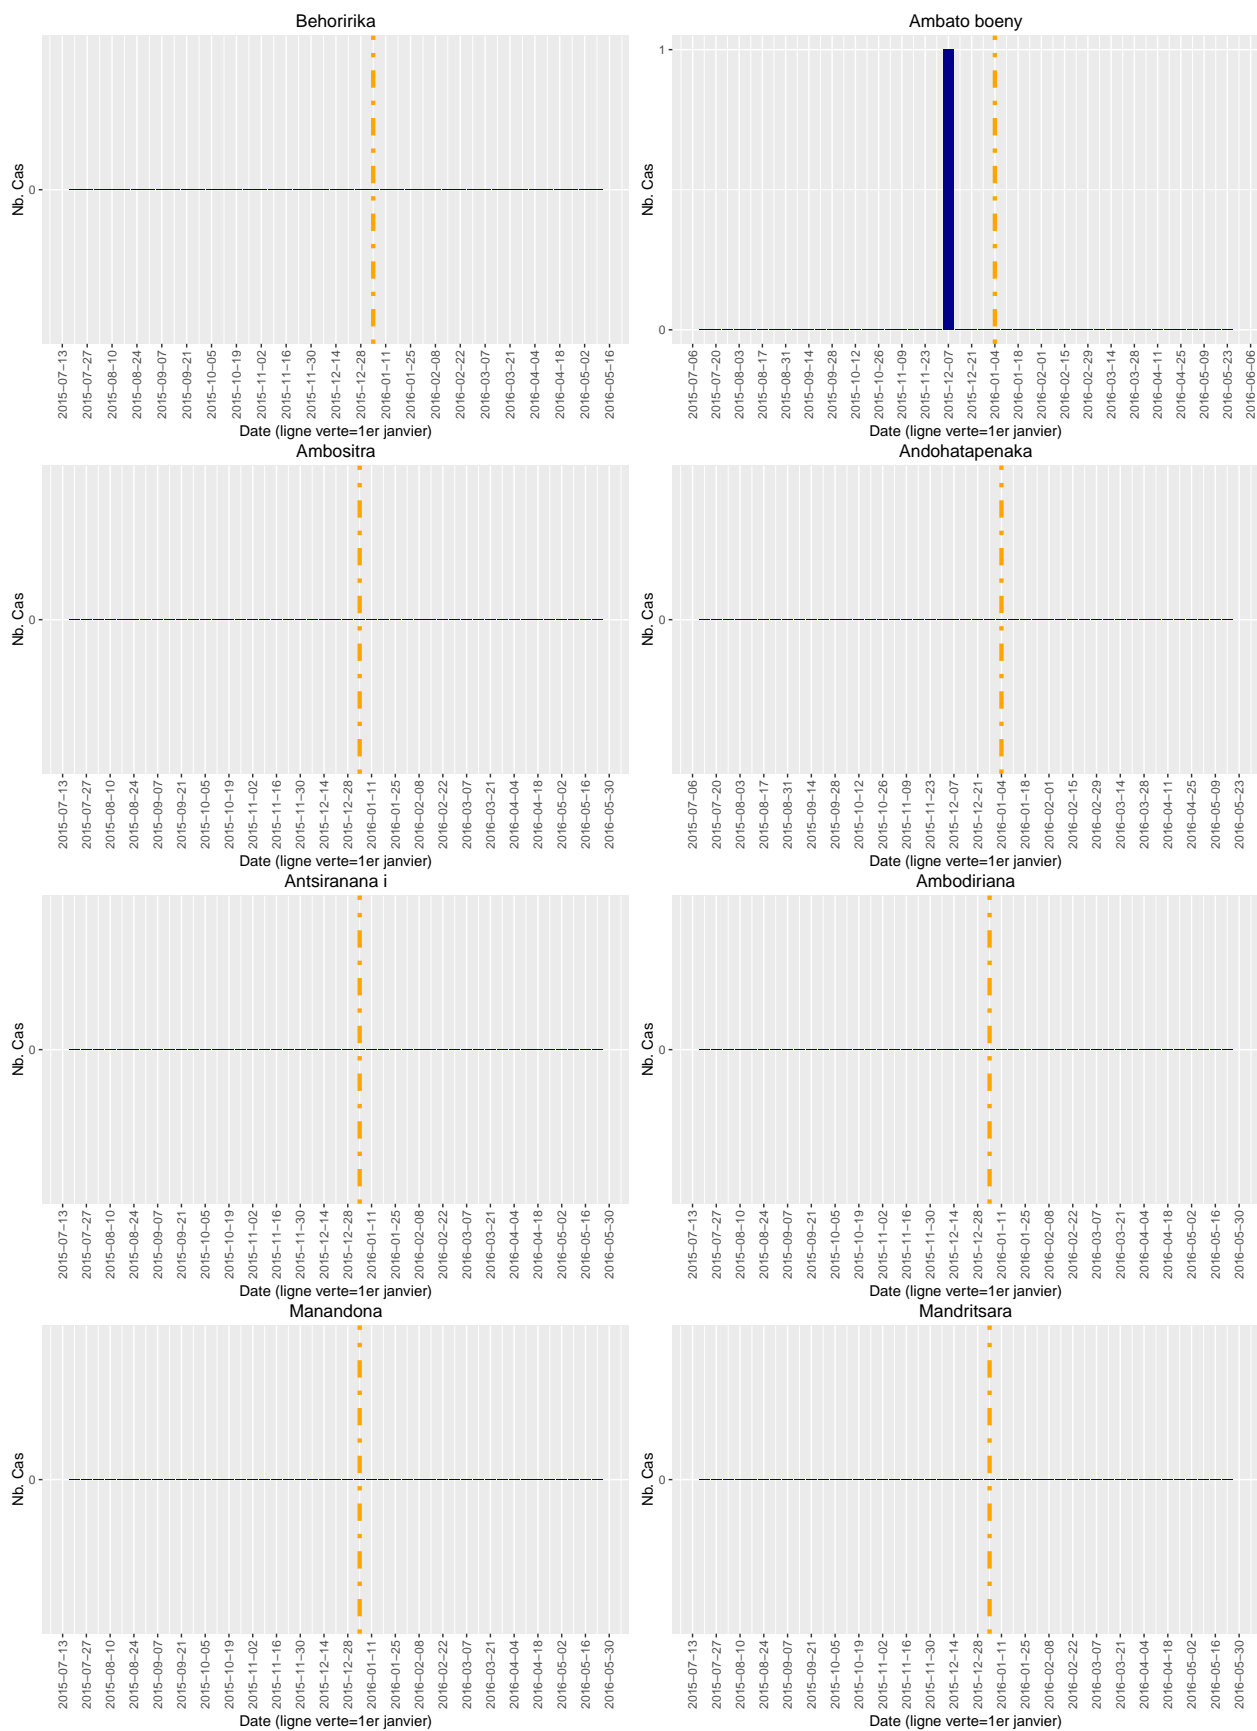 Behoririka
Nb. Cas
0
2015−07−13 2015−07−27 2015−08−10 2015−08−24 2015−09−07 2015−09−21 2015−10−05 2015−10−19 2015−11−02 2015−11−16 2015−11−30 2015−12−14 2015−12−28 2016−01−11 2016−01−25 2016−02−08 2016−02−22 2016−03−07 2016−03−21 2016−04−04 2016−04−18 2016−05−02 2016−05−16
Date (ligne verte=1er janvier)
Ambato boeny
Nb. Cas
1
0
2015−07−06 2015−07−20 2015−08−03 2015−08−17 2015−08−31 2015−09−14 2015−09−28 2015−10−12 2015−10−26 2015−11−09 2015−11−23 2015−12−07 2015−12−21 2016−01−04 2016−01−18 2016−02−01 2016−02−15 2016−02−29 2016−03−14 2016−03−28 2016−04−11 2016−04−25 2016−05−09 2016−05−23 2016−06−06
Date (ligne verte=1er janvier)
Ambositra
Nb. Cas
0
2015−07−13 2015−07−27 2015−08−10 2015−08−24 2015−09−07 2015−09−21 2015−10−05 2015−10−19 2015−11−02 2015−11−16 2015−11−30 2015−12−14 2015−12−28 2016−01−11 2016−01−25 2016−02−08 2016−02−22 2016−03−07 2016−03−21 2016−04−04 2016−04−18 2016−05−02 2016−05−16 2016−05−30
Date (ligne verte=1er janvier)
Andohatapenaka
Nb. Cas
0
2015−07−06 2015−07−20 2015−08−03 2015−08−17 2015−08−31 2015−09−14 2015−09−28 2015−10−12 2015−10−26 2015−11−09 2015−11−23 2015−12−07 2015−12−21 2016−01−04 2016−01−18 2016−02−01 2016−02−15 2016−02−29 2016−03−14 2016−03−28 2016−04−11 2016−04−25 2016−05−09 2016−05−23
Date (ligne verte=1er janvier)
Antsiranana i
Nb. Cas
0
2015−07−13 2015−07−27 2015−08−10 2015−08−24 2015−09−07 2015−09−21 2015−10−05 2015−10−19 2015−11−02 2015−11−16 2015−11−30 2015−12−14 2015−12−28 2016−01−11 2016−01−25 2016−02−08 2016−02−22 2016−03−07 2016−03−21 2016−04−04 2016−04−18 2016−05−02 2016−05−16 2016−05−30
Date (ligne verte=1er janvier)
Ambodiriana
Nb. Cas
0
2015−07−13 2015−07−27 2015−08−10 2015−08−24 2015−09−07 2015−09−21 2015−10−05 2015−10−19 2015−11−02 2015−11−16 2015−11−30 2015−12−14 2015−12−28 2016−01−11 2016−01−25 2016−02−08 2016−02−22 2016−03−07 2016−03−21 2016−04−04 2016−04−18 2016−05−02 2016−05−16 2016−05−30
Date (ligne verte=1er janvier)
Manandona
Nb. Cas
0
2015−07−13 2015−07−27 2015−08−10 2015−08−24 2015−09−07 2015−09−21 2015−10−05 2015−10−19 2015−11−02 2015−11−16 2015−11−30 2015−12−14 2015−12−28 2016−01−11 2016−01−25 2016−02−08 2016−02−22 2016−03−07 2016−03−21 2016−04−04 2016−04−18 2016−05−02 2016−05−16 2016−05−30
Date (ligne verte=1er janvier)
Mandritsara
Nb. Cas
0
2015−07−13 2015−07−27 2015−08−10 2015−08−24 2015−09−07 2015−09−21 2015−10−05 2015−10−19 2015−11−02 2015−11−16 2015−11−30 2015−12−14 2015−12−28 2016−01−11 2016−01−25 2016−02−08 2016−02−22 2016−03−07 2016−03−21 2016−04−04 2016−04−18 2016−05−02 2016−05−16 2016−05−30
Date (ligne verte=1er janvier)